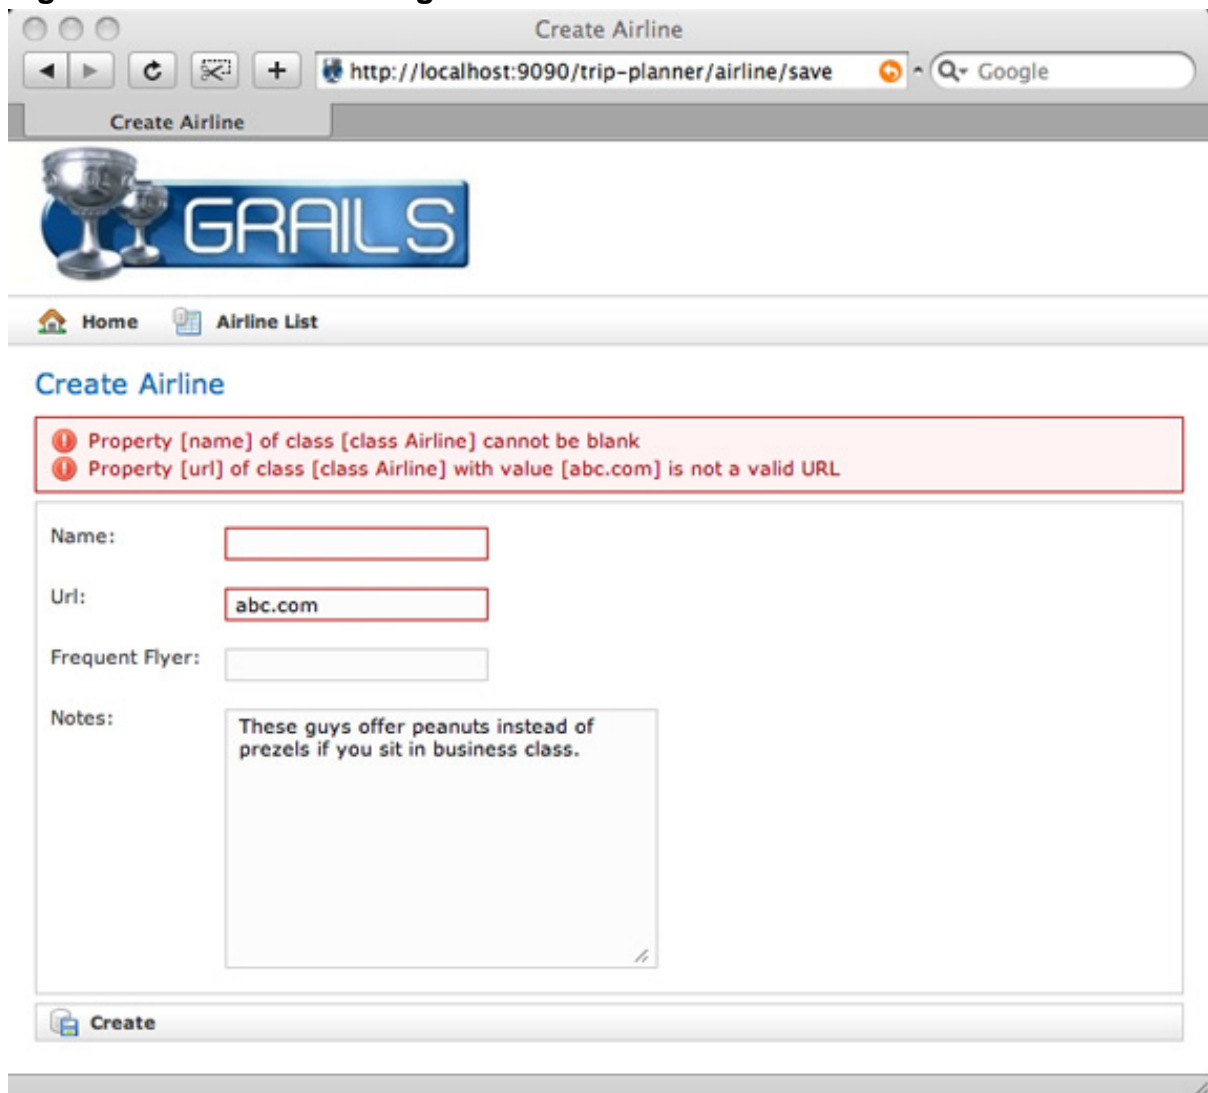 Create Airline
http://localhost:9090/trip-planner/airline/save
Google
Create Airline
GRAILS
Home Airline List
Create Airline
Property [name] of class [class Airline] cannot be blank
Property [url] of class [class Airline] with value [abc.com] is not a valid URL
Name:
Url: abc.com
Frequent Flyer:
Notes: These guys offer peanuts instead of
prezels if you sit in business class.
Create